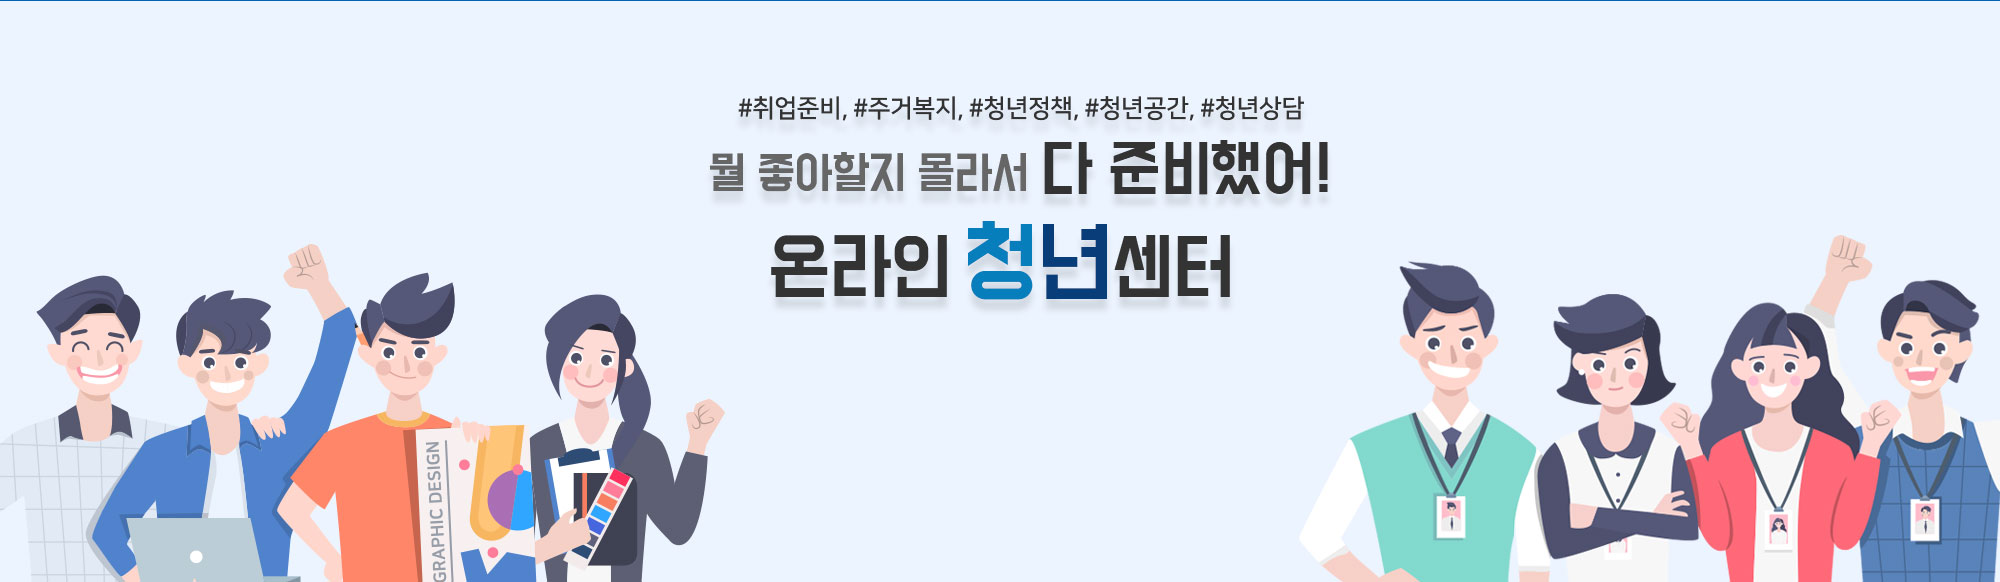 #취업준비, #주거복지, #청년정책, #청년공간, #청년상담
뭘 좋아할지 몰라서 다 준비했어!
온라인 청년센터
GRAPHIC DESIGN